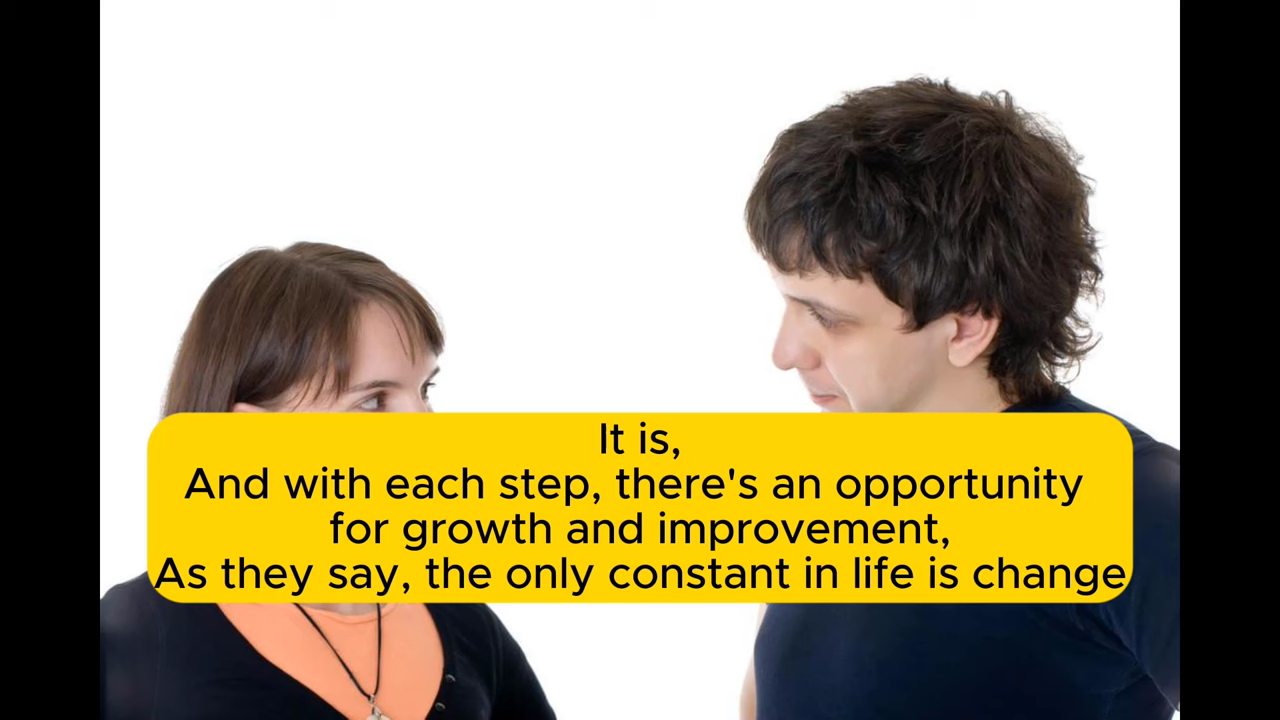 It is,
And with each step, there's an opportunity
for growth and improvement,
As they say, the only constant in life is change